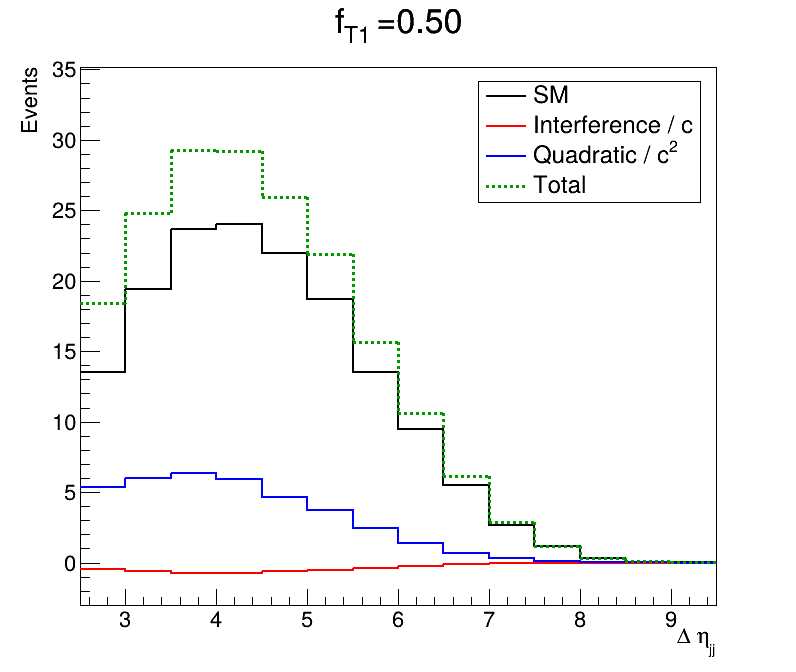 f_T1 =0.50
Events
35
30
25
20
15
10
5
0
SM
Interference / c
Quadratic / c²
Total
3 4 5 6 7 8 9
Δ η_jj